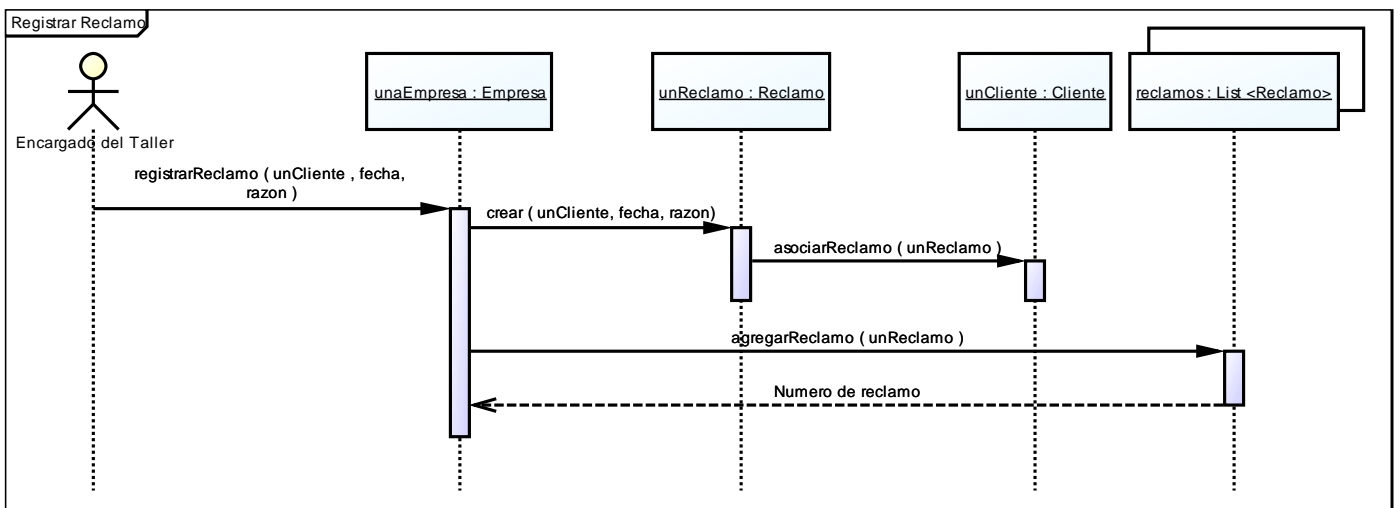 Registrar Reclamo
unaEmpresa : Empresa
unReclamo : Reclamo
unCliente : Cliente
reclamos : List <Reclamo>
Encargado del Taller
registrarReclamo ( unCliente , fecha,
razon )
crear ( unCliente, fecha, razon)
asociarReclamo ( unReclamo )
agregarReclamo ( unReclamo )
Numero de reclamo